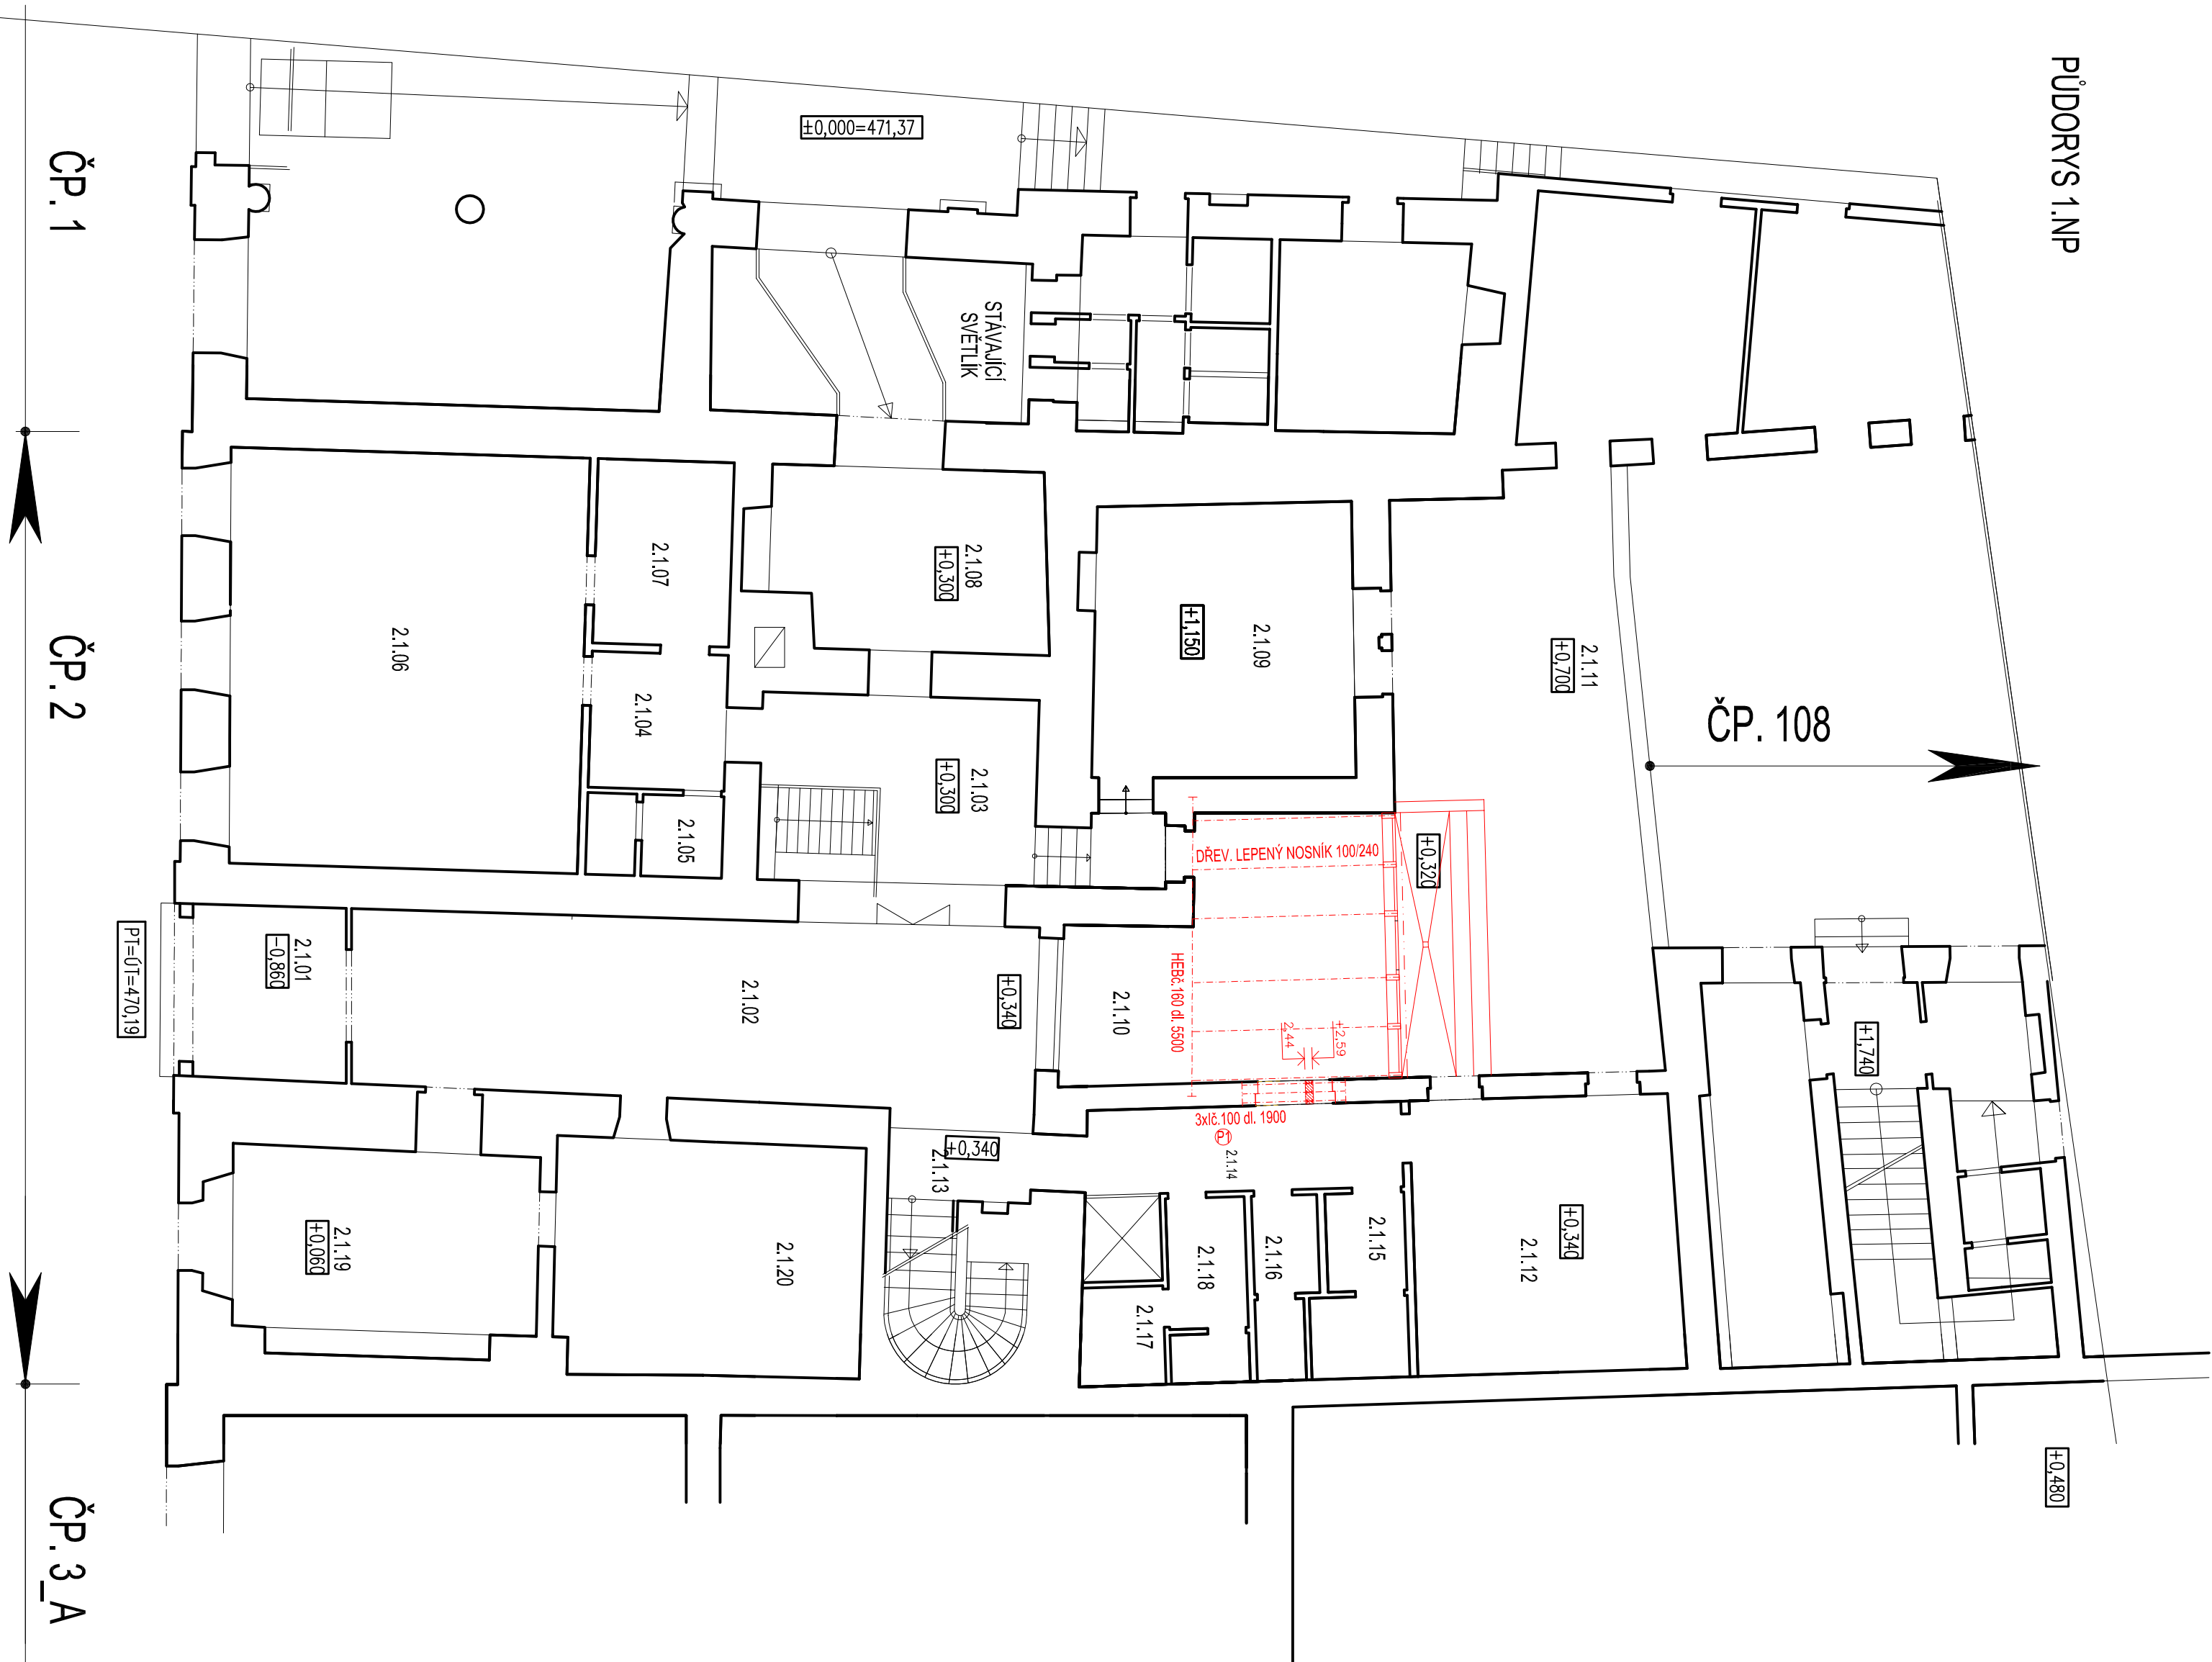 PŮDORYS 1.NP
ČP. 1
ČP. 2
ČP. 3_A
ČP. 108
±0,000=471,37
STÁVAJÍCÍ
SVĚTLÍK
2.1.07
2.1.08
+0,300
2.1.06
2.1.04
2.1.05
2.1.03
+0,300
2.1.09
+1,150
2.1.11
+0,700
+0,320
DŘEV. LEPENÝ NOSNÍK 100/240
HEBč.160 dl. 5500
2,44
+2,59
3xIč.100 dl. 1900
P1
2.1.14
2.1.10
+0,340
2.1.02
2.1.01
-0,860
PT=ÚT=470,19
+0,340
2.1.13
2.1.19
+0,060
2.1.20
2.1.18
2.1.17
2.1.16
2.1.15
2.1.12
+0,340
+1,740
+0,480